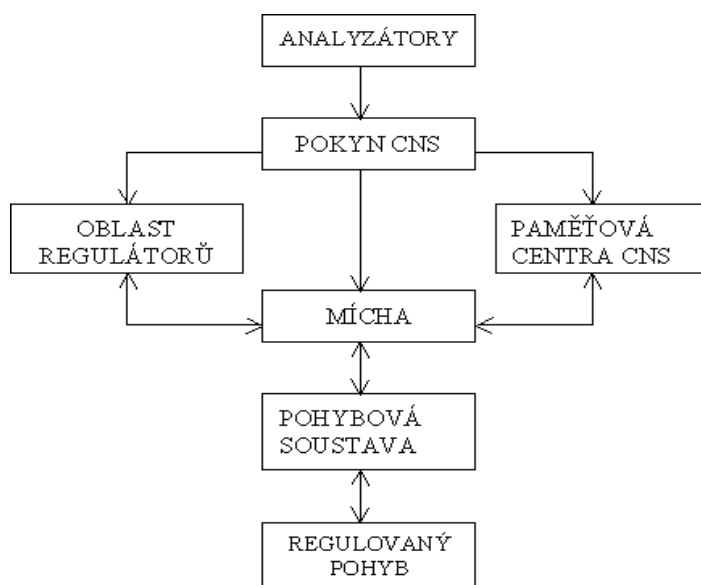 ANALYZÁTORY
POKYN CNS
OBLAST
REGULÁTORŮ
PAMĚŤOVÁ
CENTRA CNS
MÍCHA
POHYBOVÁ
SOUSTAVA
REGULOVANÝ
POHYB